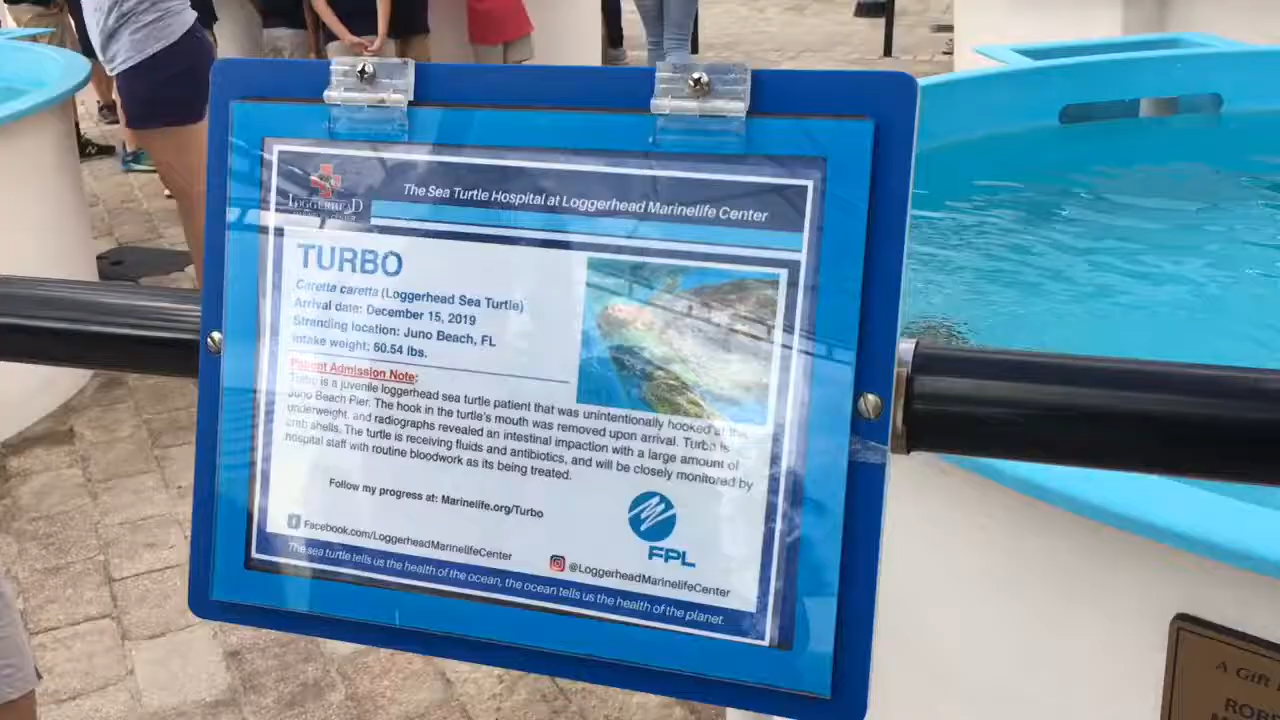 LOGGERHEAD
MARINELIFE CENTER
The Sea Turtle Hospital at Loggerhead Marinelife Center
TURBO
Caretta caretta (Loggerhead Sea Turtle)
Arrival date: December 15, 2019
Stranding location: Juno Beach, FL
Intake weight: 60.54 lbs.
Patient Admission Note:
Turbo is a juvenile loggerhead sea turtle patient that was unintentionally hooked at the
Juno Beach Pier. The hook in the turtle's mouth was removed upon arrival. Turbo is
underweight, and radiographs revealed an intestinal impaction with a large amount of
crab shells. The turtle is receiving fluids and antibiotics, and will be closely monitored by
hospital staff with routine bloodwork as its being treated.
Follow my progress at: Marinelife.org/Turbo
FPL
Facebook.com/LoggerheadMarinelifeCenter
@LoggerheadMarinelifeCenter
The sea turtle tells us the health of the ocean, the ocean tells us the health of the planet.
A Gift